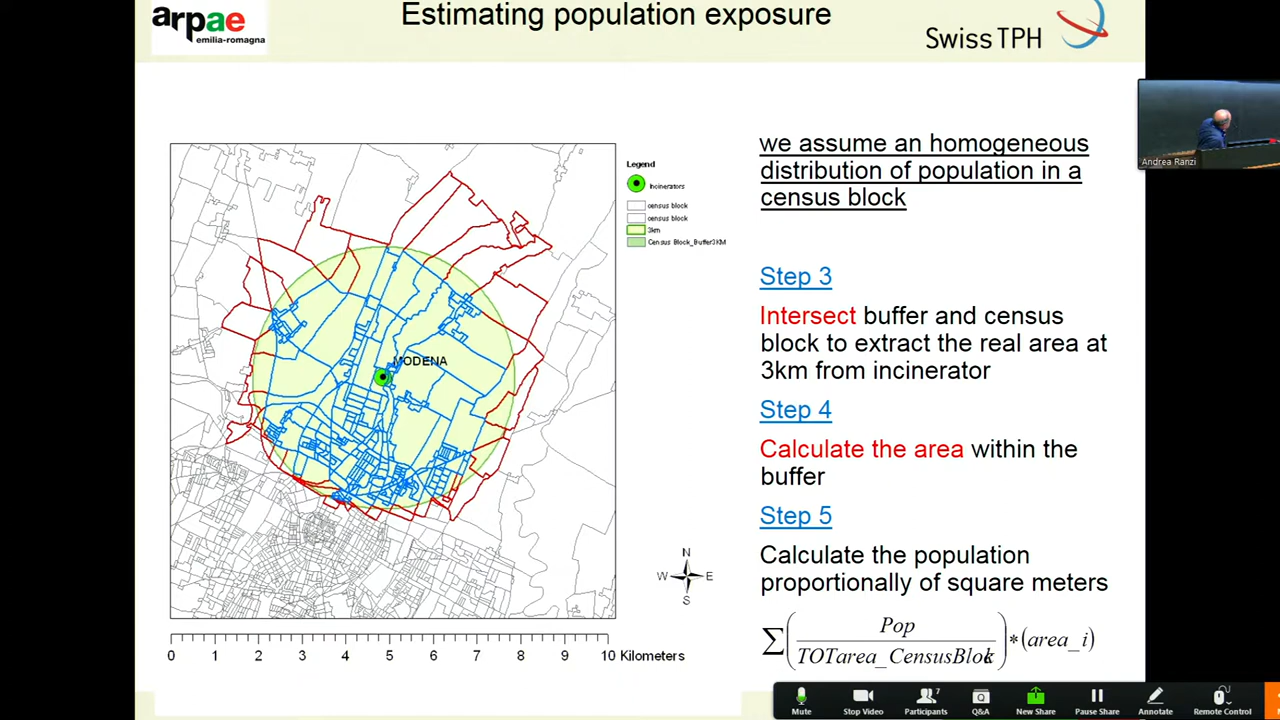 Estimating population exposure
arpae
emilia-romagna
Swiss TPH
Andrea Ranzi
we assume an homogeneous
distribution of population in a
census block
Legend
Incinerators
census block
census block
3km
Census Block_Buffer3KM
MODENA
Step 3
Intersect buffer and census
block to extract the real area at
3km from incinerator
Step 4
Calculate the area within the
buffer
Step 5
Calculate the population
proportionally of square meters
∑(Pop / TOTarea_CensusBlok) * (area_i)
N
W E
S
0 1 2 3 4 5 6 7 8 9 10 Kilometers
Mute Stop Video Participants 7 Q&A New Share Pause Share Annotate Remote Control